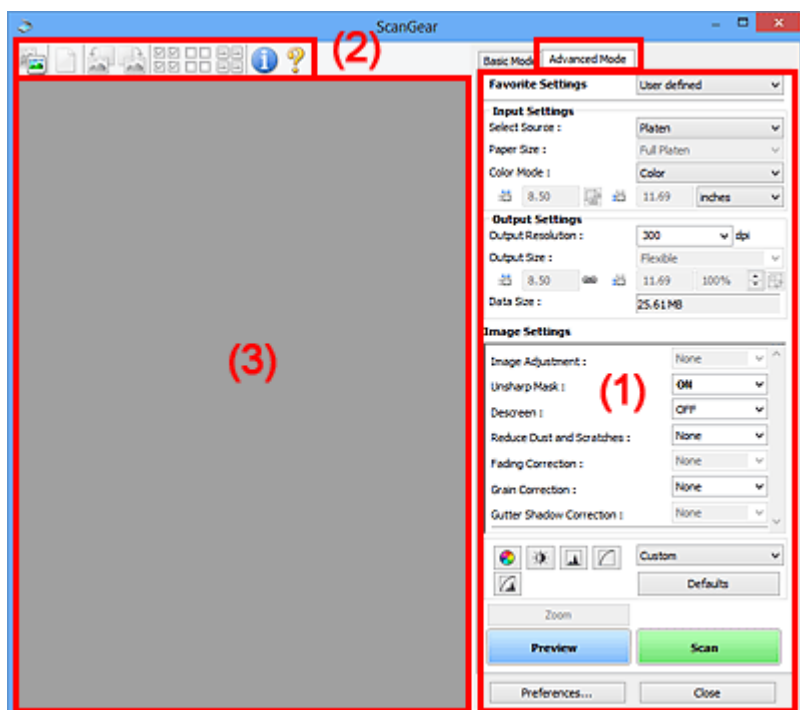 ScanGear
(2)
Basic Mode Advanced Mode
Favorite Settings User defined
Input Settings
Select Source : Platen
Paper Size : Full Platen
Color Mode : Color
8.50 11.69 inches
Output Settings
Output Resolution : 300 dpi
Output Size : Flexible
8.50 11.69 100%
Data Size : 25.61MB
Image Settings
(3)
Image Adjustment : None
(1)
Unsharp Mask : ON
Descreen : OFF
Reduce Dust and Scratches : None
Fading Correction : None
Grain Correction : None
Gutter Shadow Correction : None
Custom
Defaults
Zoom
Preview Scan
Preferences... Close